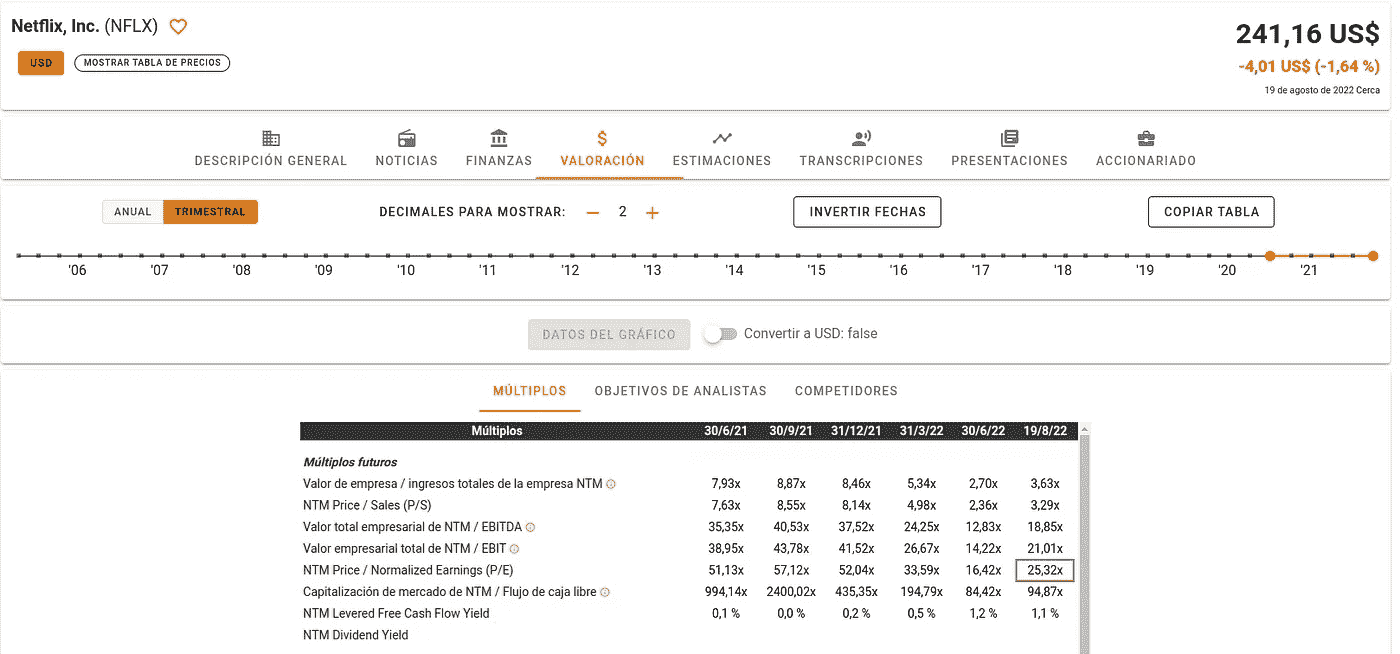 Netflix, Inc. (NFLX)
241,16 US$
USD MOSTRAR TABLA DE PRECIOS
-4,01 US$ (-1,64 %)
19 de agosto de 2022 Cerca
DESCRIPCIÓN GENERAL NOTICIAS FINANZAS VALORACIÓN ESTIMACIONES TRANSCRIPCIONES PRESENTACIONES ACCIONARIADO
ANUAL TRIMESTRAL DECIMALES PARA MOSTRAR: − 2 + INVERTIR FECHAS COPIAR TABLA
'06 '07 '08 '09 '10 '11 '12 '13 '14 '15 '16 '17 '18 '19 '20 '21
DATOS DEL GRÁFICO Convertir a USD: false
MÚLTIPLOS OBJETIVOS DE ANALISTAS COMPETIDORES
Múltiplos 30/6/21 30/9/21 31/12/21 31/3/22 30/6/22 19/8/22
Múltiplos futuros
Valor de empresa / ingresos totales de la empresa NTM 7,93x 8,87x 8,46x 5,34x 2,70x 3,63x
NTM Price / Sales (P/S) 7,63x 8,55x 8,14x 4,98x 2,36x 3,29x
Valor total empresarial de NTM / EBITDA 35,35x 40,53x 37,52x 24,25x 12,83x 18,85x
Valor empresarial total de NTM / EBIT 38,95x 43,78x 41,52x 26,67x 14,22x 21,01x
NTM Price / Normalized Earnings (P/E) 51,13x 57,12x 52,04x 33,59x 16,42x 25,32x
Capitalización de mercado de NTM / Flujo de caja libre 994,14x 2400,02x 435,35x 194,79x 84,42x 94,87x
NTM Levered Free Cash Flow Yield 0,1 % 0,0 % 0,2 % 0,5 % 1,2 % 1,1 %
NTM Dividend Yield